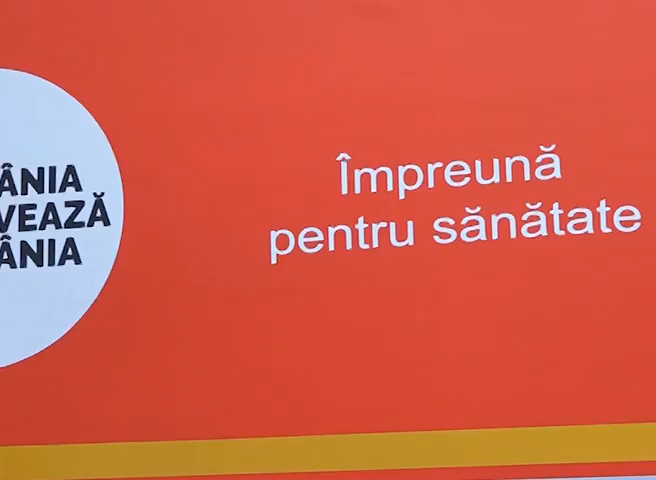 ÂNIA
VEAZĂ
ÂNIA
Împreună
pentru sănătate